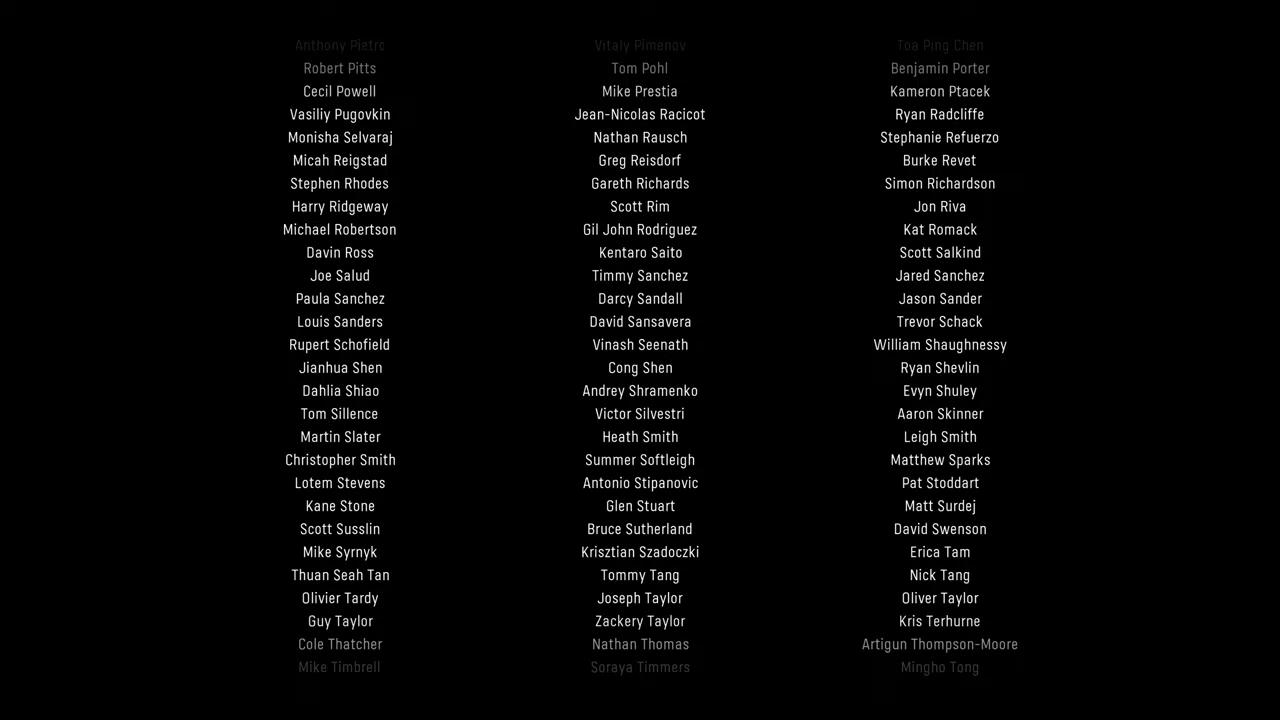 Anthony Pietro Vitaly Pimenov Toa Ping Chen
Robert Pitts Tom Pohl Benjamin Porter
Cecil Powell Mike Prestia Kameron Ptacek
Vasiliy Pugovkin Jean-Nicolas Racicot Ryan Radcliffe
Monisha Selvaraj Nathan Rausch Stephanie Refuerzo
Micah Reigstad Greg Reisdorf Burke Revet
Stephen Rhodes Gareth Richards Simon Richardson
Harry Ridgeway Scott Rim Jon Riva
Michael Robertson Gil John Rodriguez Kat Romack
Davin Ross Kentaro Saito Scott Salkind
Joe Salud Timmy Sanchez Jared Sanchez
Paula Sanchez Darcy Sandall Jason Sander
Louis Sanders David Sansavera Trevor Schack
Rupert Schofield Vinash Seenath William Shaughnessy
Jianhua Shen Cong Shen Ryan Shevlin
Dahlia Shiao Andrey Shramenko Evyn Shuley
Tom Sillence Victor Silvestri Aaron Skinner
Martin Slater Heath Smith Leigh Smith
Christopher Smith Summer Softleigh Matthew Sparks
Lotem Stevens Antonio Stipanovic Pat Stoddart
Kane Stone Glen Stuart Matt Surdej
Scott Susslin Bruce Sutherland David Swenson
Mike Syrnyk Krisztian Szadoczki Erica Tam
Thuan Seah Tan Tommy Tang Nick Tang
Olivier Tardy Joseph Taylor Oliver Taylor
Guy Taylor Zackery Taylor Kris Terhurne
Cole Thatcher Nathan Thomas Artigun Thompson-Moore
Mike Timbrell Soraya Timmers Mingho Tong